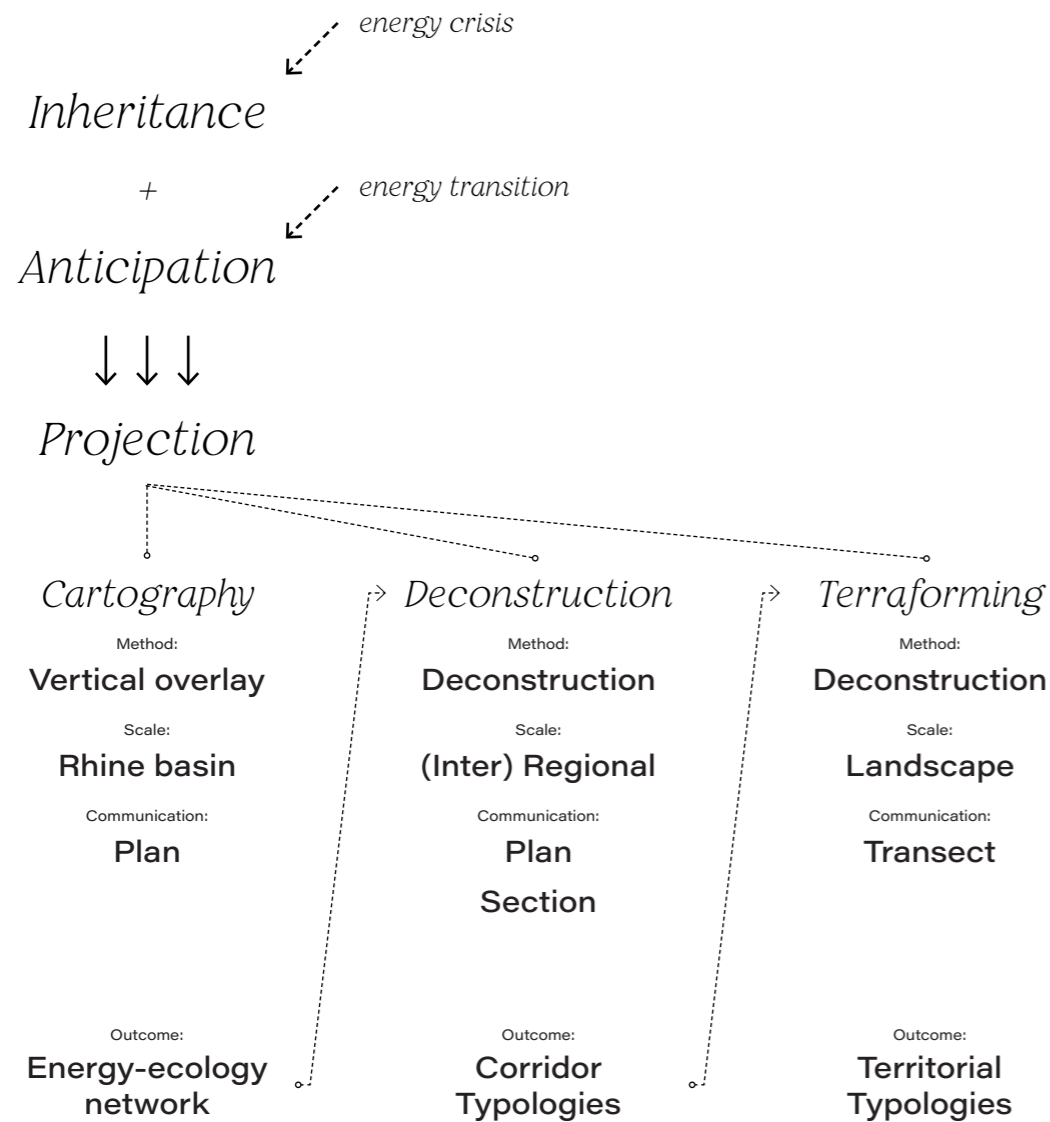 energy crisis
Inheritance
+
energy transition
Anticipation
Projection
Cartography
Method:
Vertical overlay
Scale:
Rhine basin
Communication:
Plan
Outcome:
Energy-ecology
network
Deconstruction
Method:
Deconstruction
Scale:
(Inter) Regional
Communication:
Plan
Section
Outcome:
Corridor
Typologies
Terraforming
Method:
Deconstruction
Scale:
Landscape
Communication:
Transect
Outcome:
Territorial
Typologies